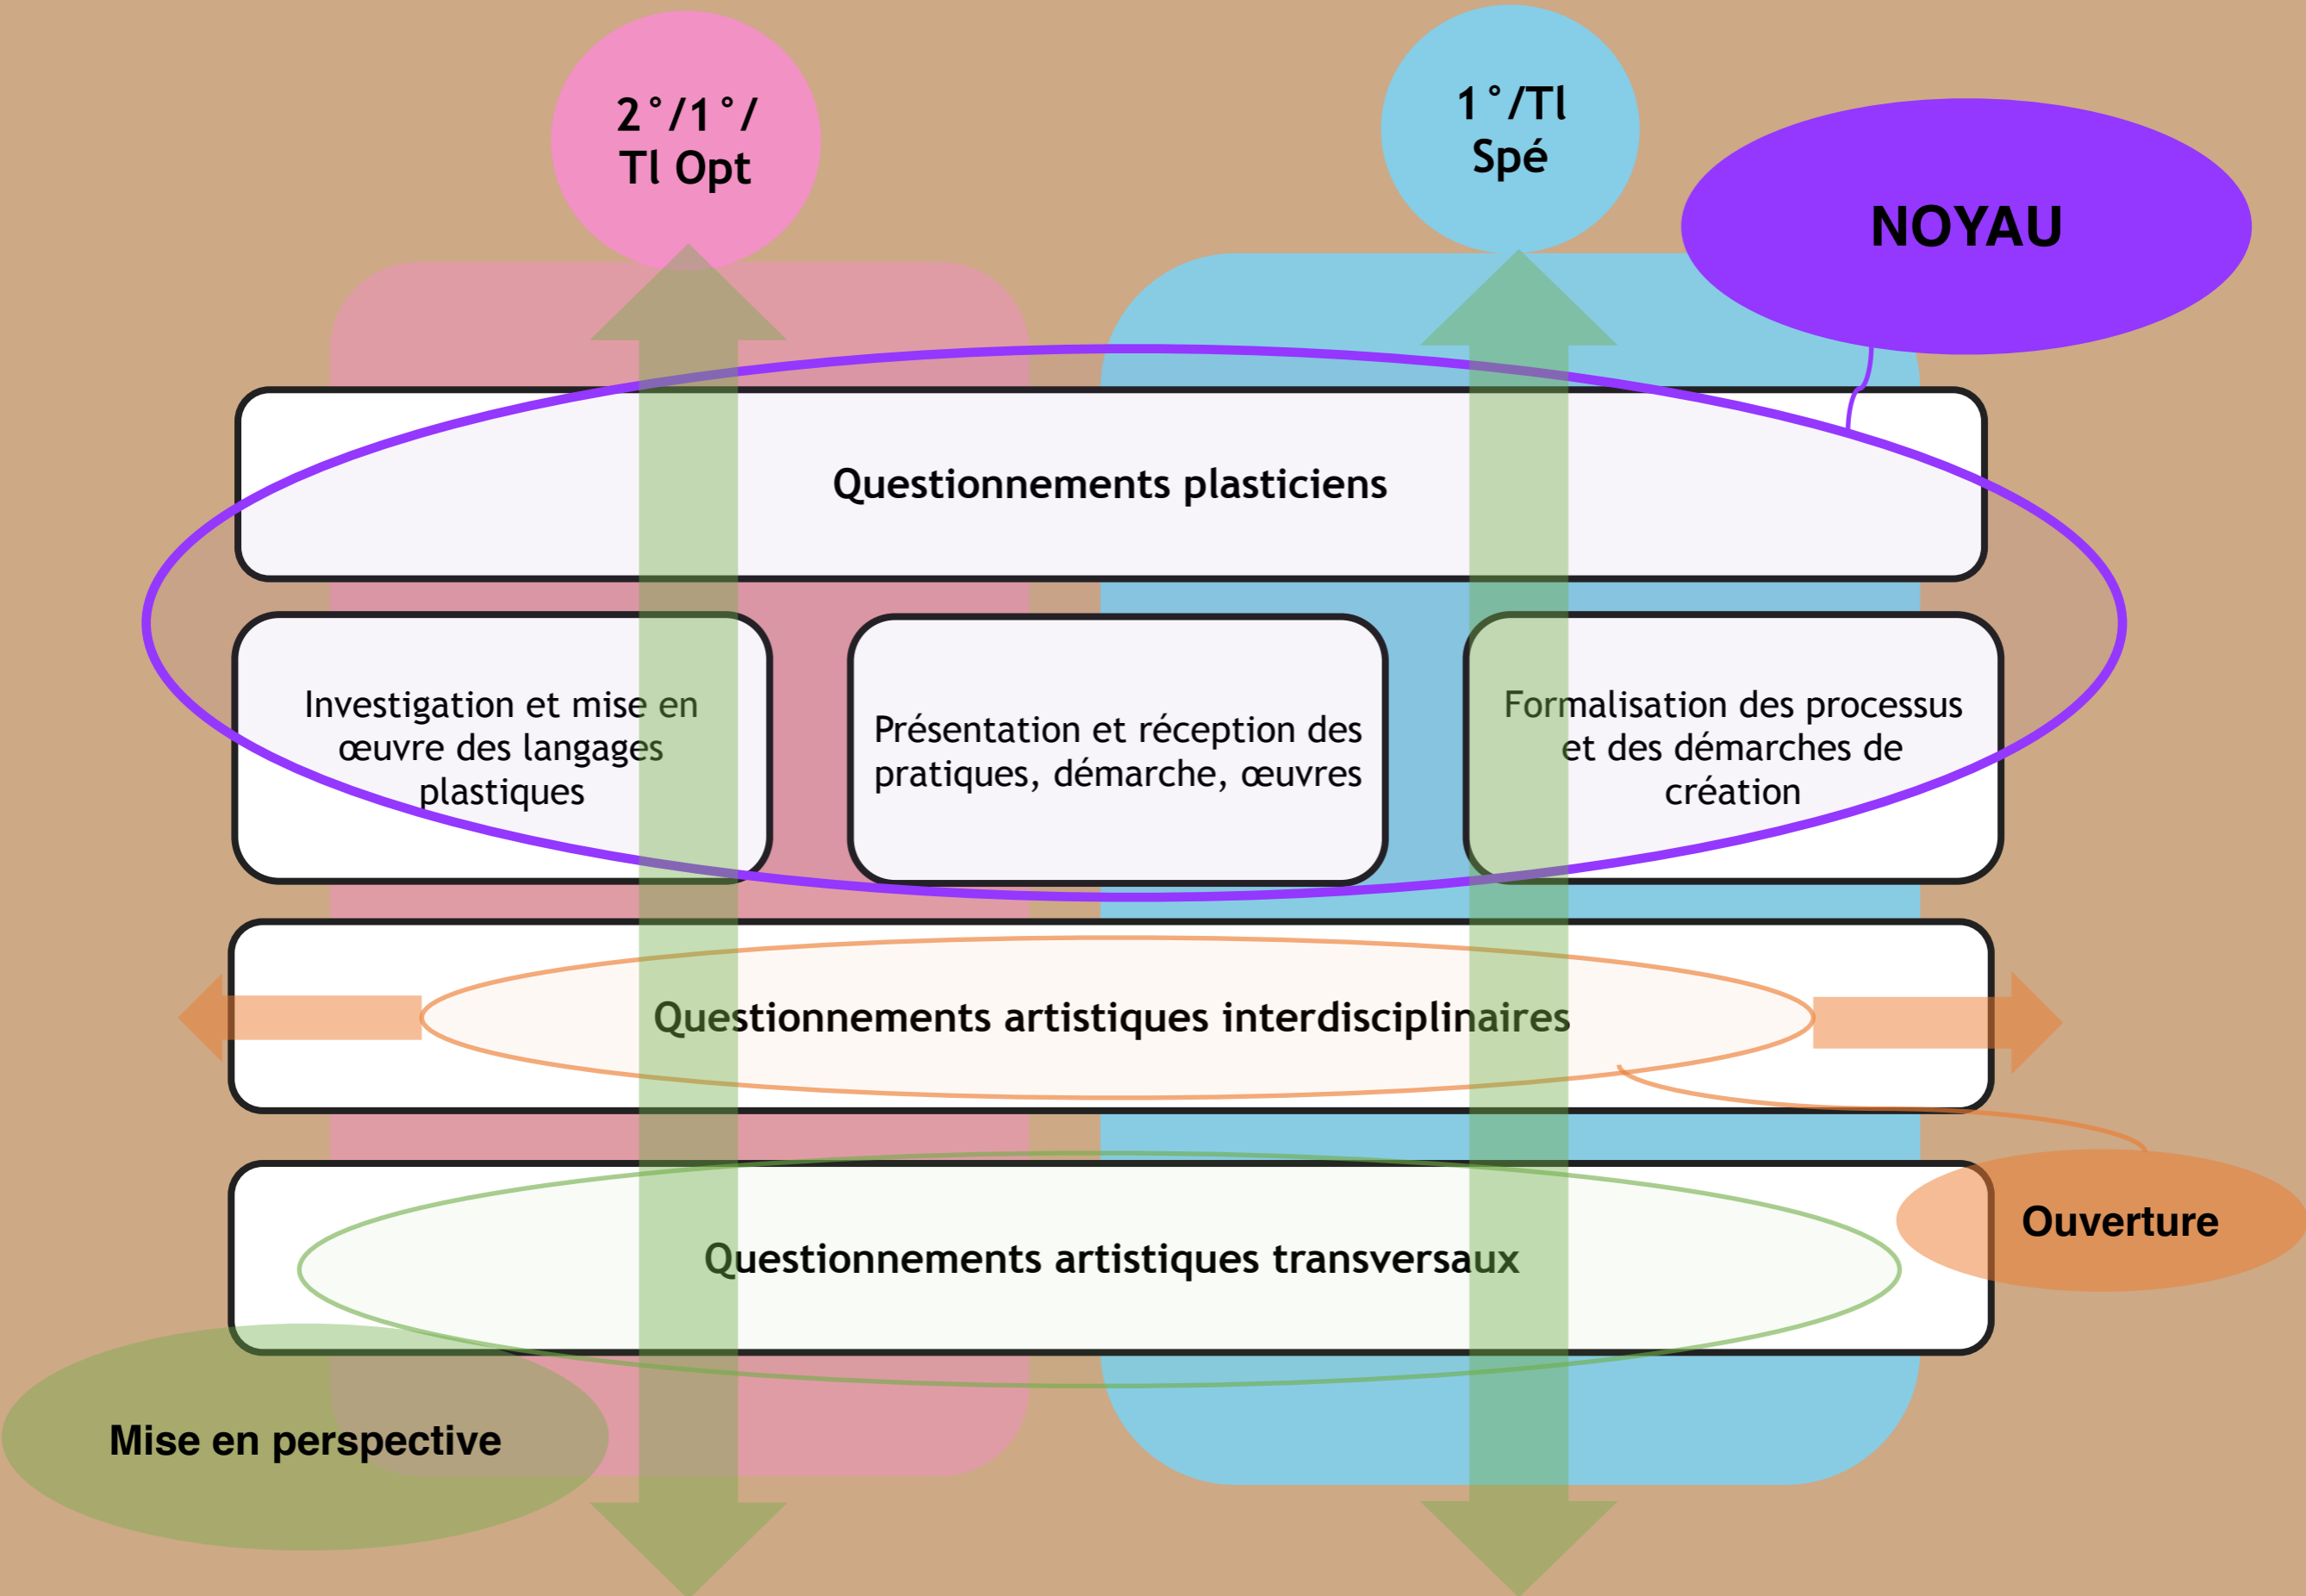 2°/1°/
Tl Opt
1°/Tl
Spé
NOYAU
Questionnements plasticiens
Investigation et mise en
œuvre des langages
plastiques
Présentation et réception des
pratiques, démarche, œuvres
Formalisation des processus
et des démarches de
création
Questionnements artistiques interdisciplinaires
Ouverture
Questionnements artistiques transversaux
Mise en perspective